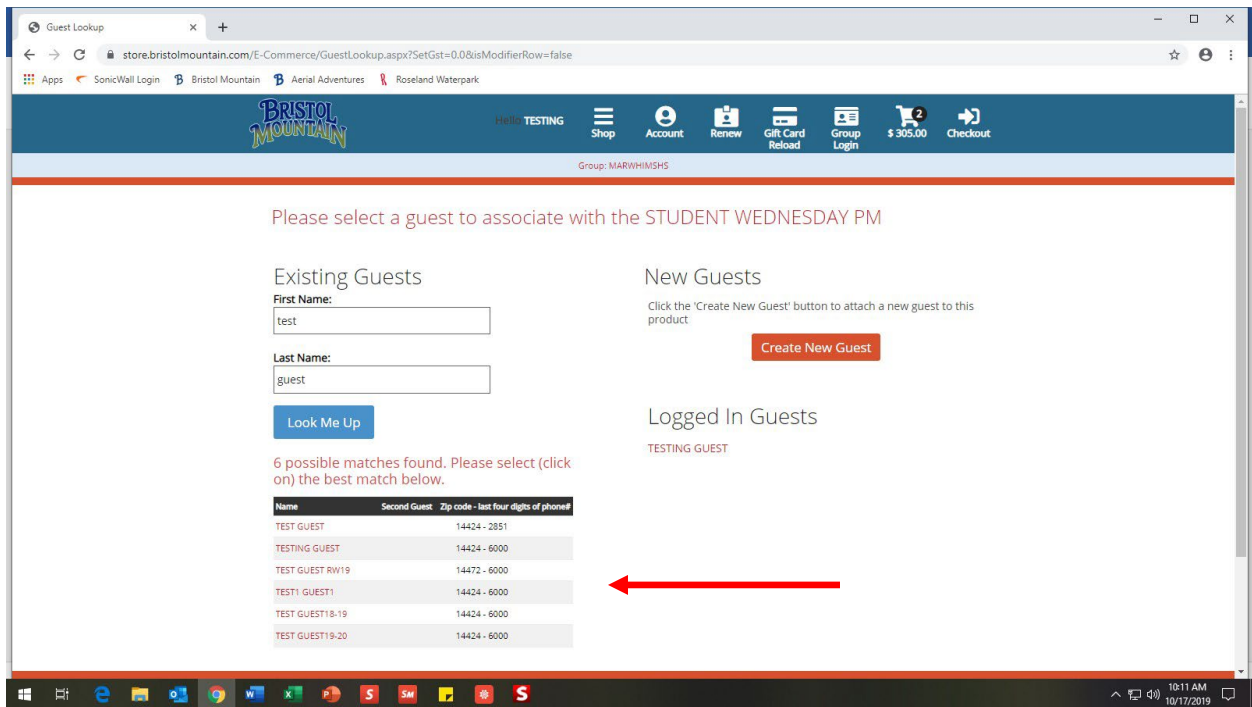 Guest Lookup
store.bristolmountain.com/E-Commerce/GuestLookup.aspx?SetGst=0.0&isModifierRow=false
Apps SonicWall Login Bristol Mountain Aerial Adventures Roseland Waterpark
BRISTOL MOUNTAIN
Hello TESTING
Shop
Account
Renew
Gift Card Reload
Group Login
2
$ 305.00
Checkout
Group: MARWHIMSHS
Please select a guest to associate with the STUDENT WEDNESDAY PM
Existing Guests
First Name:
test
Last Name:
guest
Look Me Up
6 possible matches found. Please select (click
on) the best match below.
Name Second Guest Zip code - last four digits of phone#
TEST GUEST 14424 - 2851
TESTING GUEST 14424 - 6000
TEST GUEST RW19 14472 - 6000
TEST1 GUEST1 14424 - 6000
TEST GUEST18-19 14424 - 6000
TEST GUEST19-20 14424 - 6000
New Guests
Click the 'Create New Guest' button to attach a new guest to this
product
Create New Guest
Logged In Guests
TESTING GUEST
10:11 AM
10/17/2019